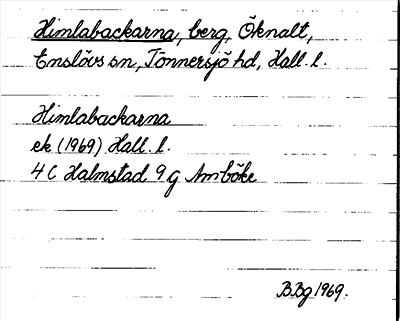 Himlabackarna, berg, Öknalt,
Enslövs sn, Tönnersjö hd, Hall. l.
Himlabackarna
ek (1969) Hall. l.
4 C Halmstad 9 g Amböke
B.Bg 1969.